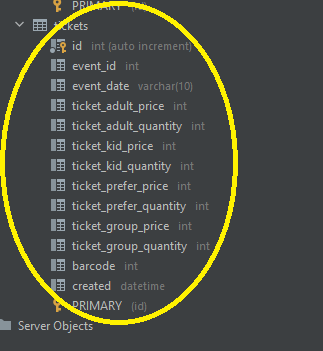 PRIMARY (id)
tickets
id int (auto increment)
event_id int
event_date varchar(10)
ticket_adult_price int
ticket_adult_quantity int
ticket_kid_price int
ticket_kid_quantity int
ticket_prefer_price int
ticket_prefer_quantity int
ticket_group_price int
ticket_group_quantity int
barcode int
created datetime
PRIMARY (id)
Server Objects